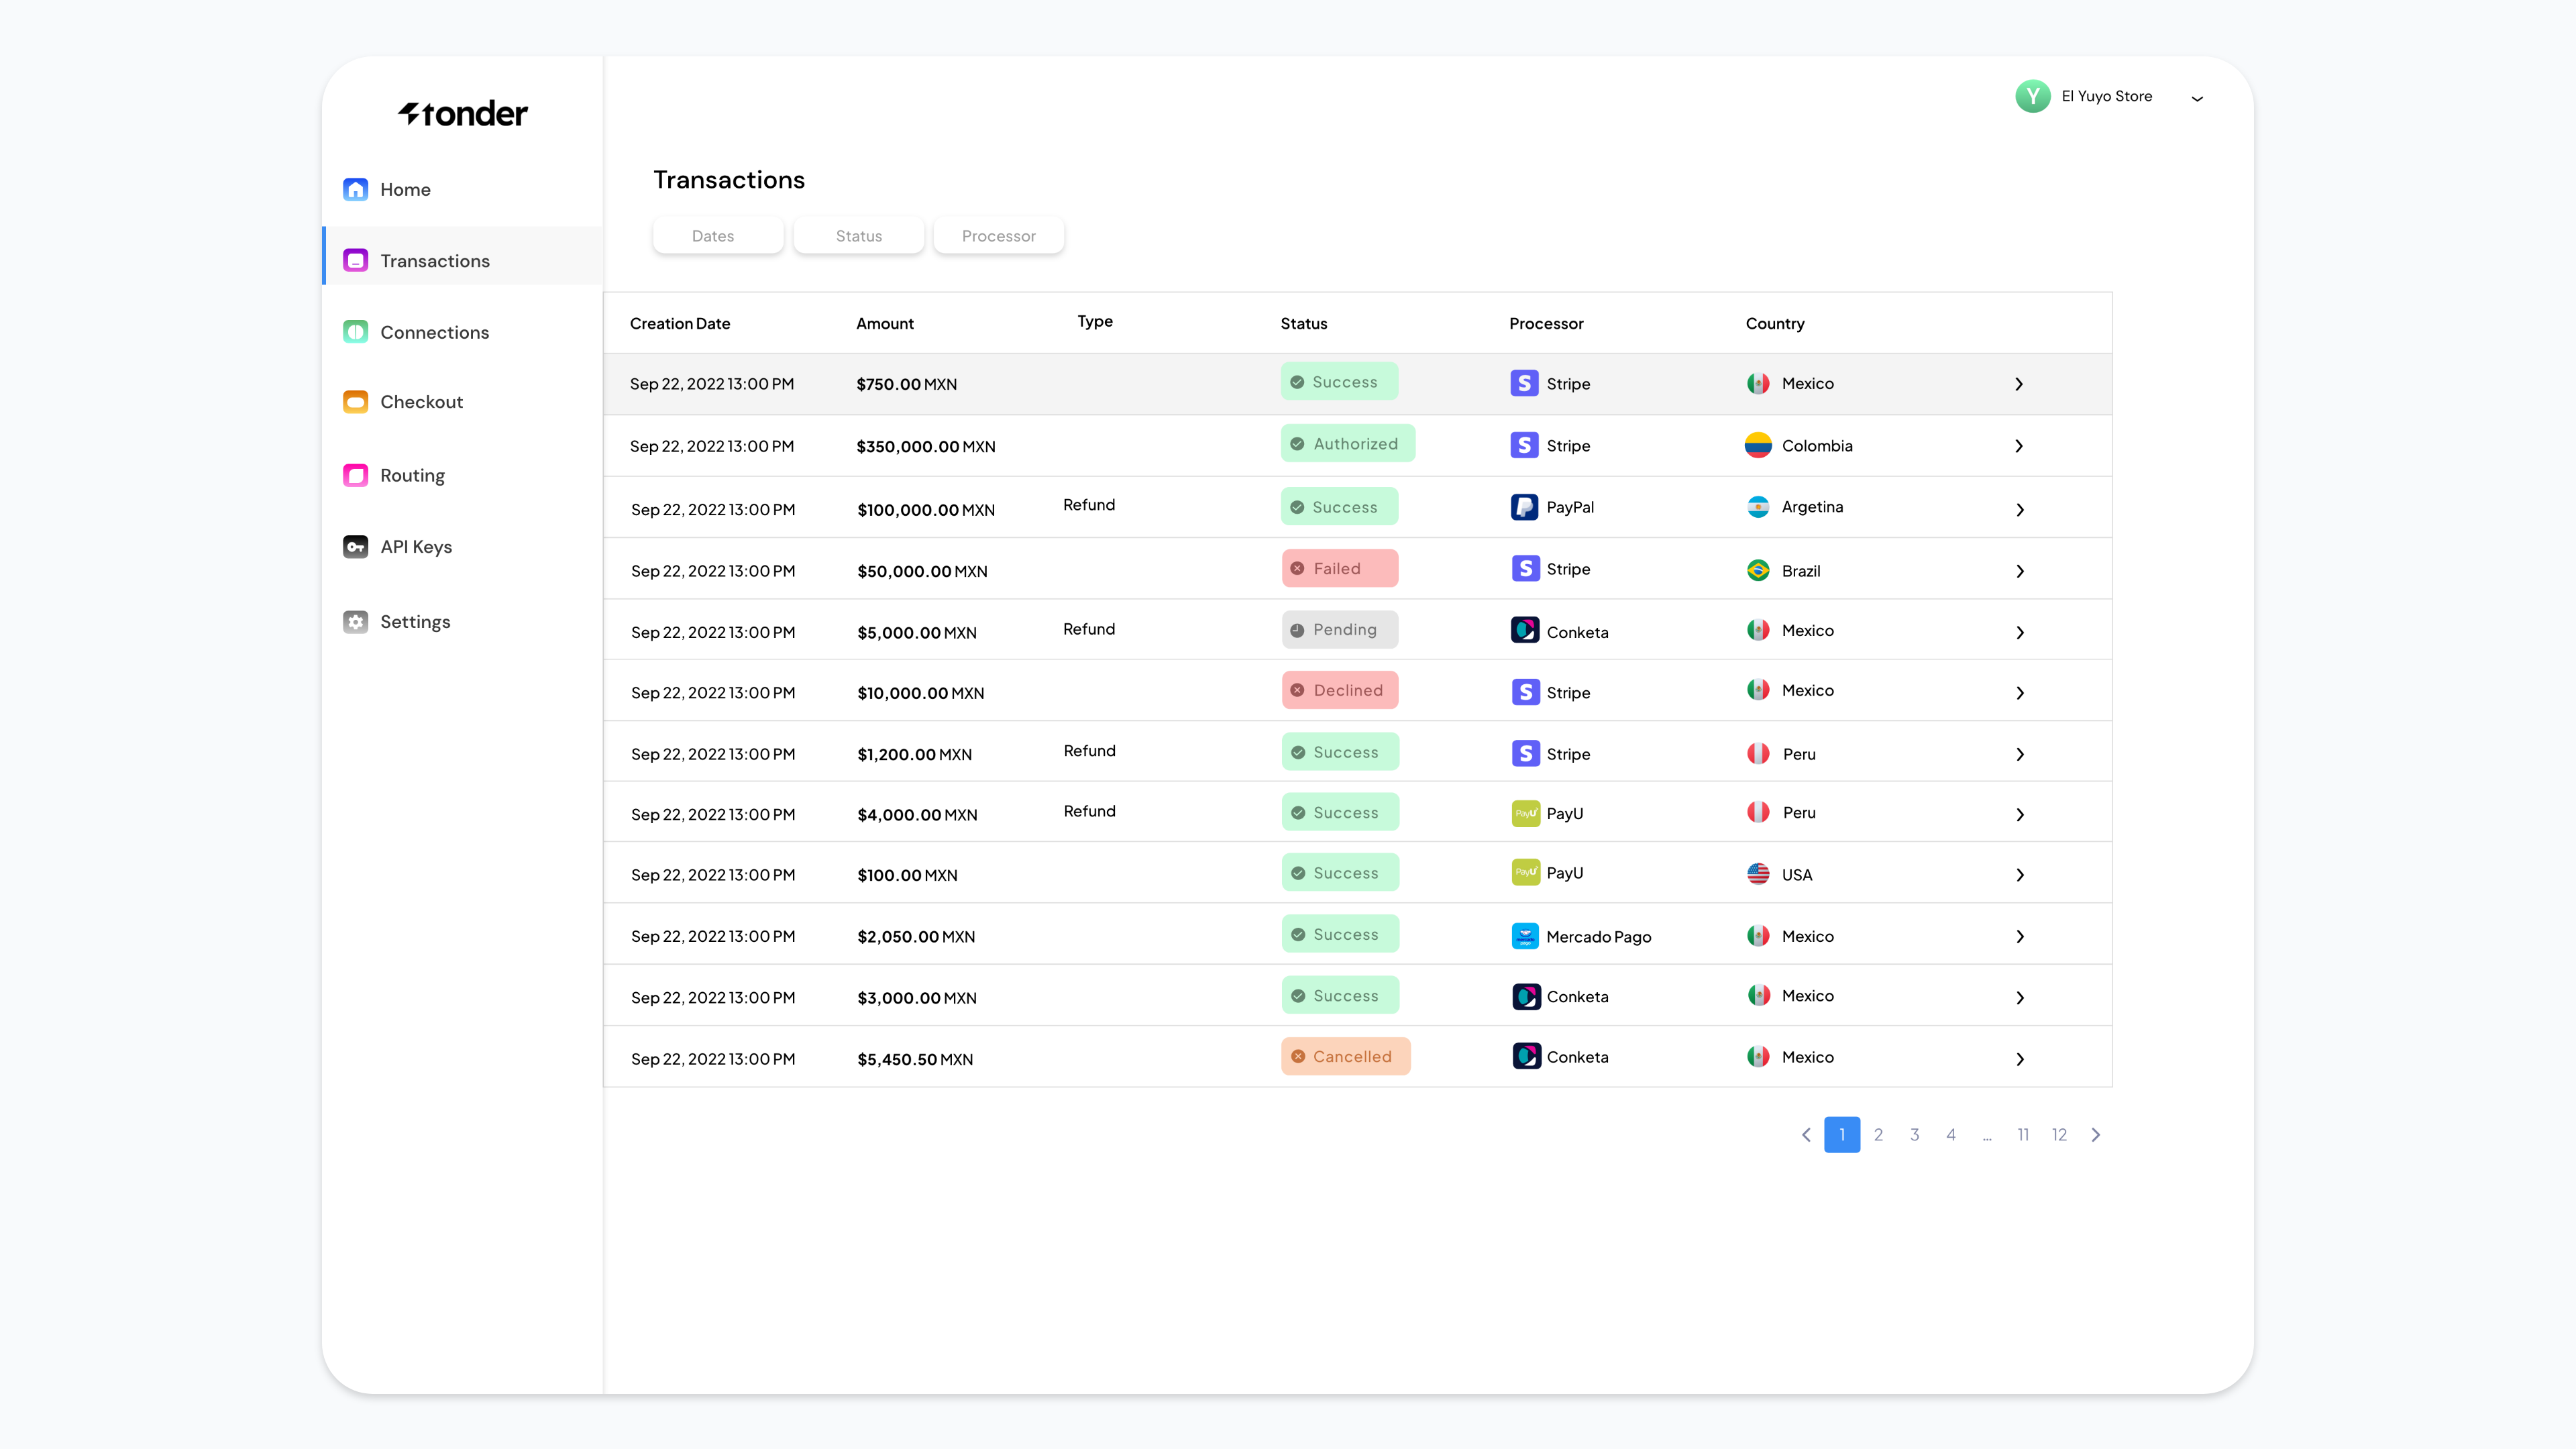 tonder
El Yuyo Store
Home
Transactions
Connections
Checkout
Routing
API Keys
Settings
Transactions
Dates Status Processor
Creation Date Amount Type Status Processor Country
Sep 22, 2022 13:00 PM $750.00 MXN Success Stripe Mexico
Sep 22, 2022 13:00 PM $350,000.00 MXN Authorized Stripe Colombia
Sep 22, 2022 13:00 PM $100,000.00 MXN Refund Success PayPal Argetina
Sep 22, 2022 13:00 PM $50,000.00 MXN Failed Stripe Brazil
Sep 22, 2022 13:00 PM $5,000.00 MXN Refund Pending Conketa Mexico
Sep 22, 2022 13:00 PM $10,000.00 MXN Declined Stripe Mexico
Sep 22, 2022 13:00 PM $1,200.00 MXN Refund Success Stripe Peru
Sep 22, 2022 13:00 PM $4,000.00 MXN Refund Success PayU PayU Peru
Sep 22, 2022 13:00 PM $100.00 MXN Success PayU PayU USA
Sep 22, 2022 13:00 PM $2,050.00 MXN Success Mercado Pago Mexico
Sep 22, 2022 13:00 PM $3,000.00 MXN Success Conketa Mexico
Sep 22, 2022 13:00 PM $5,450.50 MXN Cancelled Conketa Mexico
1 2 3 4 ... 11 12